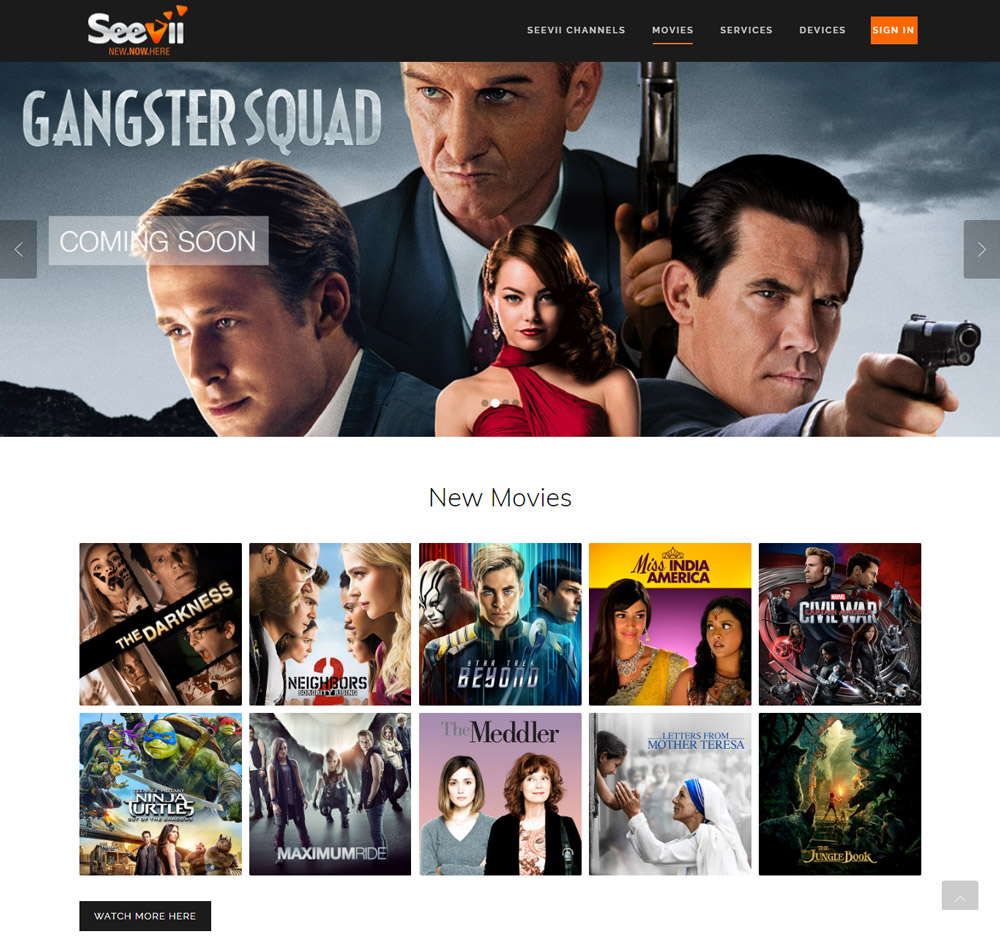 Seevii
NEW.NOW.HERE
SEEVII CHANNELS
MOVIES
SERVICES
DEVICES
SIGN IN
GANGSTER SQUAD
COMING SOON
New Movies
THE DARKNESS
NEIGHBORS
2
SORORITY RISING
STAR TREK
BEYOND
Miss INDIA
AMERICA
MARVEL
CAPTAIN AMERICA
CIVIL WAR
TEENAGE MUTANT
NINJA
TURTLES
OUT OF THE SHADOWS
MAXIMUMRIDE
The Meddler
LETTERS FROM
MOTHER TERESA
THE
JUNGLE BOOK
WATCH MORE HERE